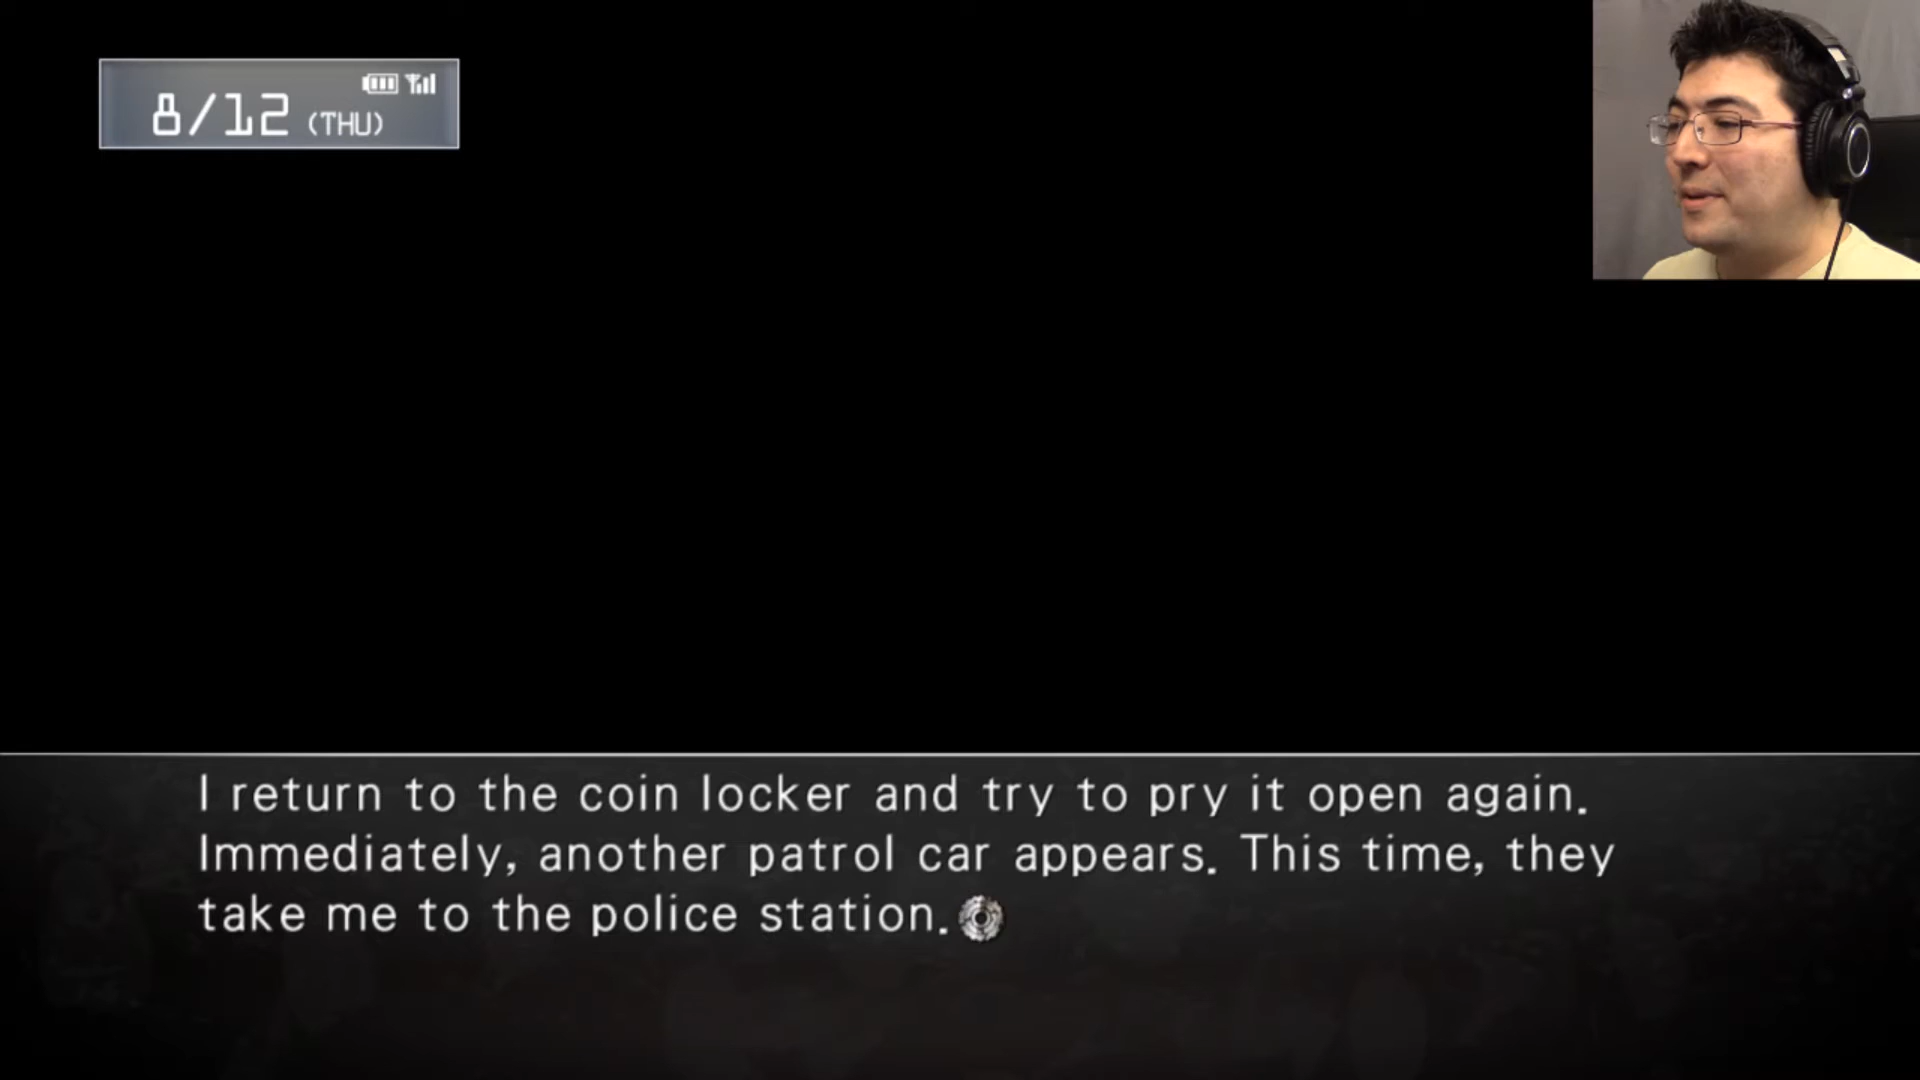 8/12 (THU)
I return to the coin locker and try to pry it open again.
Immediately, another patrol car appears. This time, they
take me to the police station.